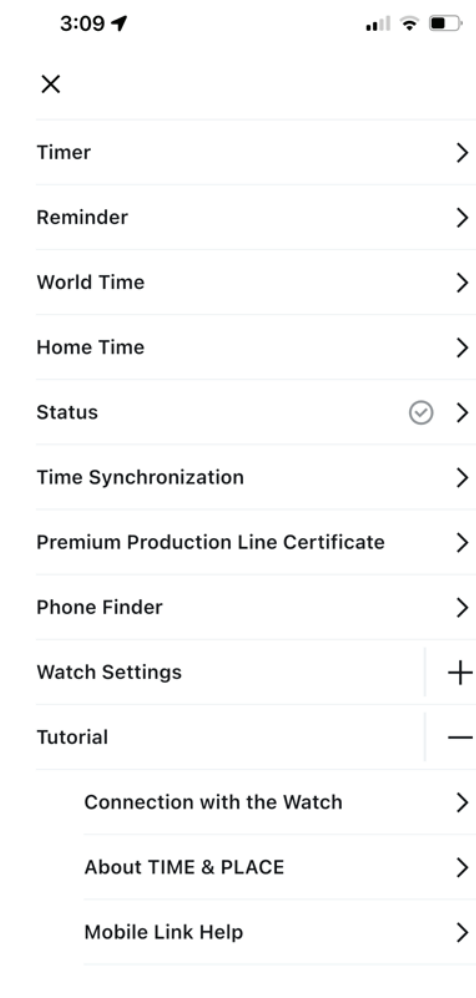 3:09
Timer
Reminder
World Time
Home Time
Status
Time Synchronization
Premium Production Line Certificate
Phone Finder
Watch Settings
Tutorial
Connection with the Watch
About TIME & PLACE
Mobile Link Help